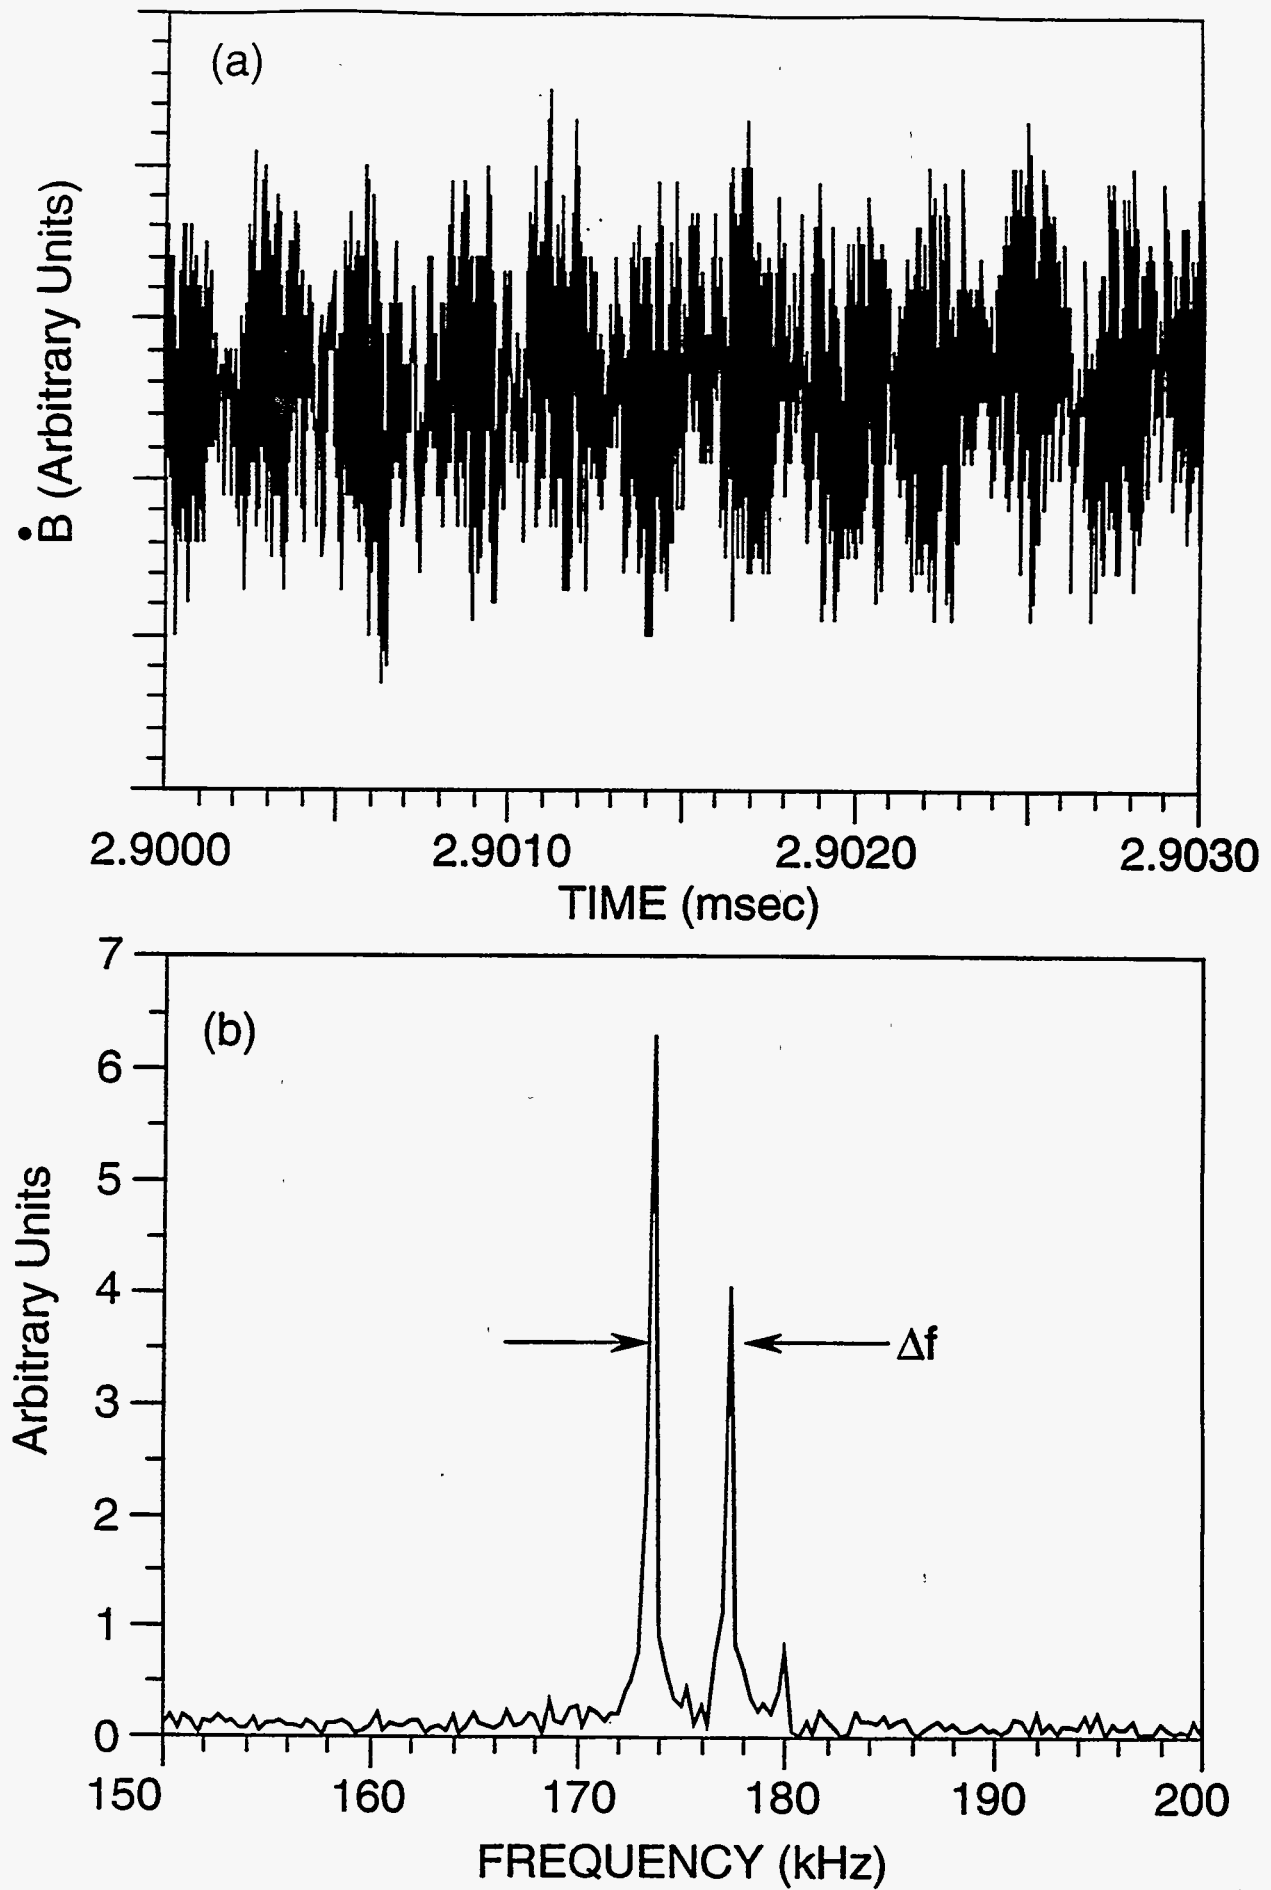 (a)
Ḃ (Arbitrary Units)
2.9000 2.9010 2.9020 2.9030
TIME (msec)
(b)
7
6
5
4
3
2
1
0
Arbitrary Units
Δf
150 160 170 180 190 200
FREQUENCY (kHz)